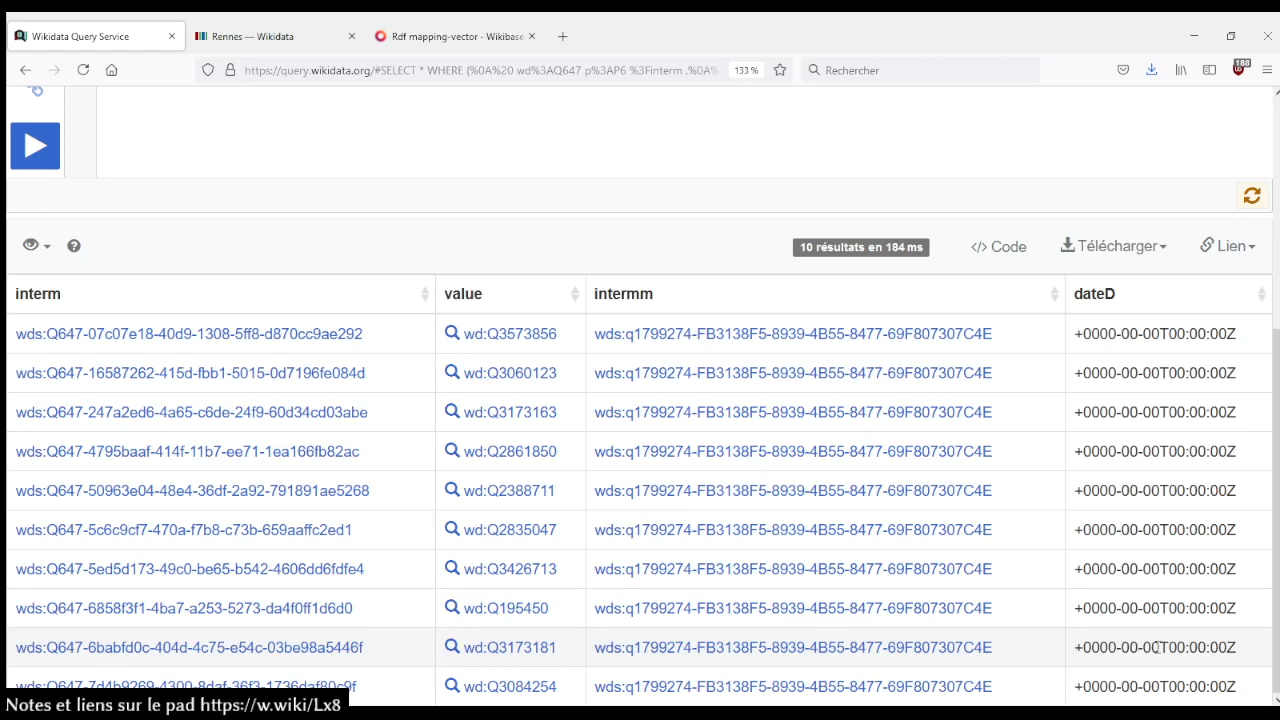 Wikidata Query Service
Rennes — Wikidata
Rdf mapping-vector - Wikibase
https://query.wikidata.org/#SELECT * WHERE {%0A%20 wd%3AQ647 p%3AP6 %3Finterm .%0A%
133 %
Rechercher
188
10 résultats en 184 ms
</> Code
Télécharger
Lien
interm value intermm dateD
wds:Q647-07c07e18-40d9-1308-5ff8-d870cc9ae292 wd:Q3573856 wds:q1799274-FB3138F5-8939-4B55-8477-69F807307C4E +0000-00-00T00:00:00Z
wds:Q647-16587262-415d-fbb1-5015-0d7196fe084d wd:Q3060123 wds:q1799274-FB3138F5-8939-4B55-8477-69F807307C4E +0000-00-00T00:00:00Z
wds:Q647-247a2ed6-4a65-c6de-24f9-60d34cd03abe wd:Q3173163 wds:q1799274-FB3138F5-8939-4B55-8477-69F807307C4E +0000-00-00T00:00:00Z
wds:Q647-4795baaf-414f-11b7-ee71-1ea166fb82ac wd:Q2861850 wds:q1799274-FB3138F5-8939-4B55-8477-69F807307C4E +0000-00-00T00:00:00Z
wds:Q647-50963e04-48e4-36df-2a92-791891ae5268 wd:Q2388711 wds:q1799274-FB3138F5-8939-4B55-8477-69F807307C4E +0000-00-00T00:00:00Z
wds:Q647-5c6c9cf7-470a-f7b8-c73b-659aaffc2ed1 wd:Q2835047 wds:q1799274-FB3138F5-8939-4B55-8477-69F807307C4E +0000-00-00T00:00:00Z
wds:Q647-5ed5d173-49c0-be65-b542-4606dd6fdfe4 wd:Q3426713 wds:q1799274-FB3138F5-8939-4B55-8477-69F807307C4E +0000-00-00T00:00:00Z
wds:Q647-6858f3f1-4ba7-a253-5273-da4f0ff1d6d0 wd:Q195450 wds:q1799274-FB3138F5-8939-4B55-8477-69F807307C4E +0000-00-00T00:00:00Z
wds:Q647-6babfd0c-404d-4c75-e54c-03be98a5446f wd:Q3173181 wds:q1799274-FB3138F5-8939-4B55-8477-69F807307C4E +0000-00-00T00:00:00Z
wds:Q647-7d4b9269-4300-8daf-36f3-1736daf80c9f wd:Q3084254 wds:q1799274-FB3138F5-8939-4B55-8477-69F807307C4E +0000-00-00T00:00:00Z
Notes et liens sur le pad https://w.wiki/Lx8